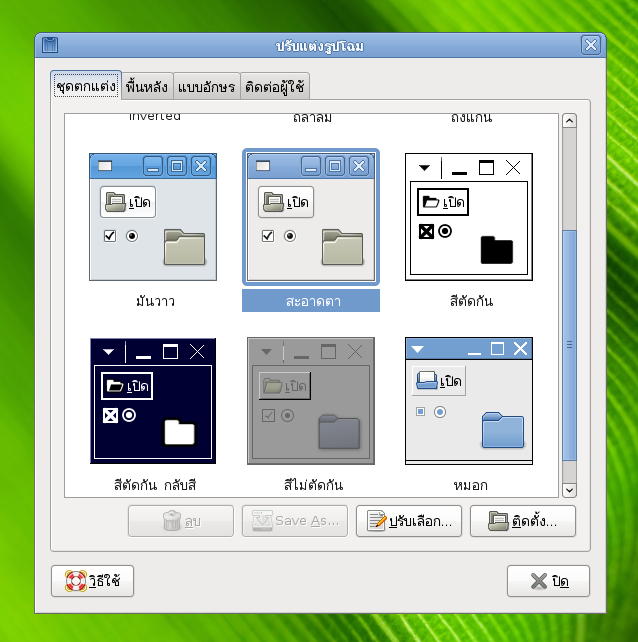 ปรับแต่งรูปโฉม
ชุดตกแต่ง พื้นหลัง แบบอักษร ติดต่อผู้ใช้
inverted ถลาลม ถึงแก่น
เปิด เปิด เปิด
มันวาว สะอาดตา สีตัดกัน
เปิด เปิด เปิด
สีตัดกัน กลับสี สีไม่ตัดกัน หมอก
ลบ Save As... ปรับเลือก... ติดตั้ง...
วิธีใช้ ปิด